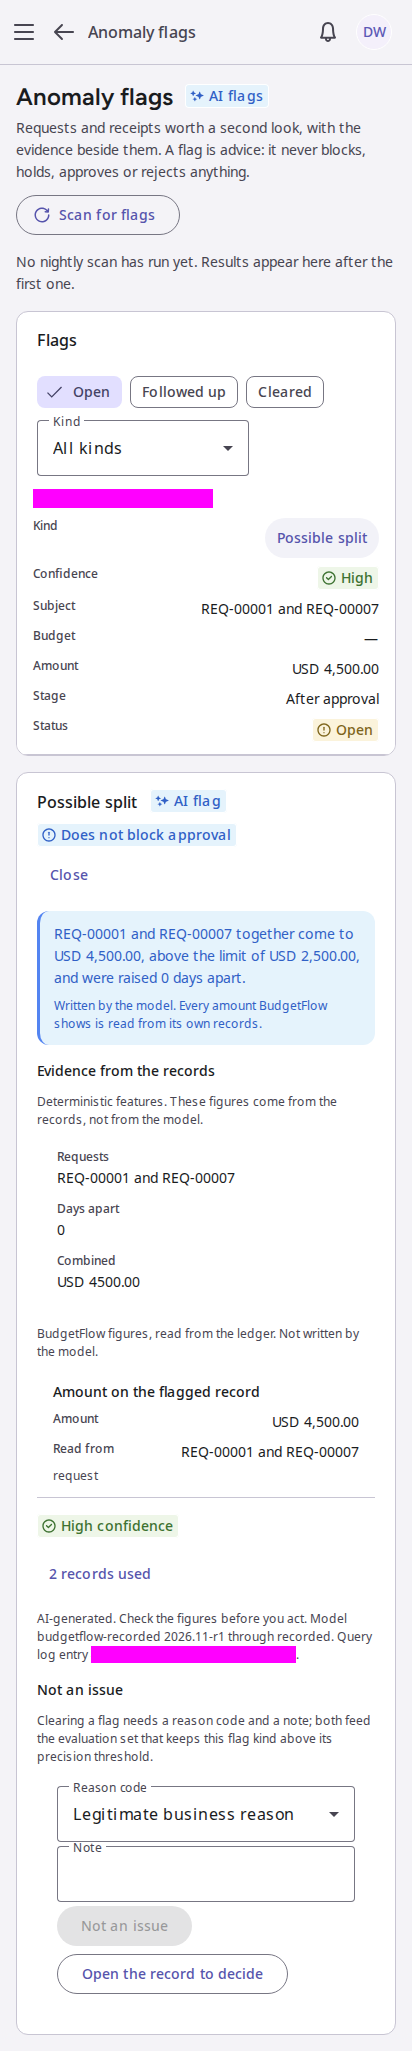 Anomaly flags
DW
Anomaly flags
AI flags
Requests and receipts worth a second look, with the
evidence beside them. A flag is advice: it never blocks,
holds, approves or rejects anything.
Scan for flags
No nightly scan has run yet. Results appear here after the
first one.
Flags
Open
Followed up
Cleared
Kind
All kinds
Kind
Possible split
Confidence
High
Subject
REQ-00001 and REQ-00007
Budget
—
Amount
USD 4,500.00
Stage
After approval
Status
Open
Possible split
AI flag
Does not block approval
Close
REQ-00001 and REQ-00007 together come to
USD 4,500.00, above the limit of USD 2,500.00,
and were raised 0 days apart.
Written by the model. Every amount BudgetFlow
shows is read from its own records.
Evidence from the records
Deterministic features. These figures come from the
records, not from the model.
Requests
REQ-00001 and REQ-00007
Days apart
0
Combined
USD 4500.00
BudgetFlow figures, read from the ledger. Not written by
the model.
Amount on the flagged record
Amount
USD 4,500.00
Read from
REQ-00001 and REQ-00007
request
High confidence
2 records used
AI-generated. Check the figures before you act. Model
budgetflow-recorded 2026.11-r1 through recorded. Query
log entry .
Not an issue
Clearing a flag needs a reason code and a note; both feed
the evaluation set that keeps this flag kind above its
precision threshold.
Reason code
Legitimate business reason
Note
Not an issue
Open the record to decide